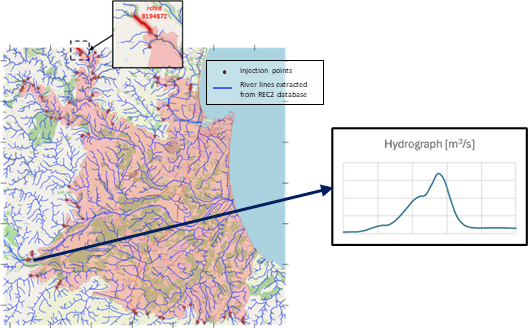 rchid
8194872
Injection points
River lines extracted
from REC2 database
Hydrograph [m³/s]